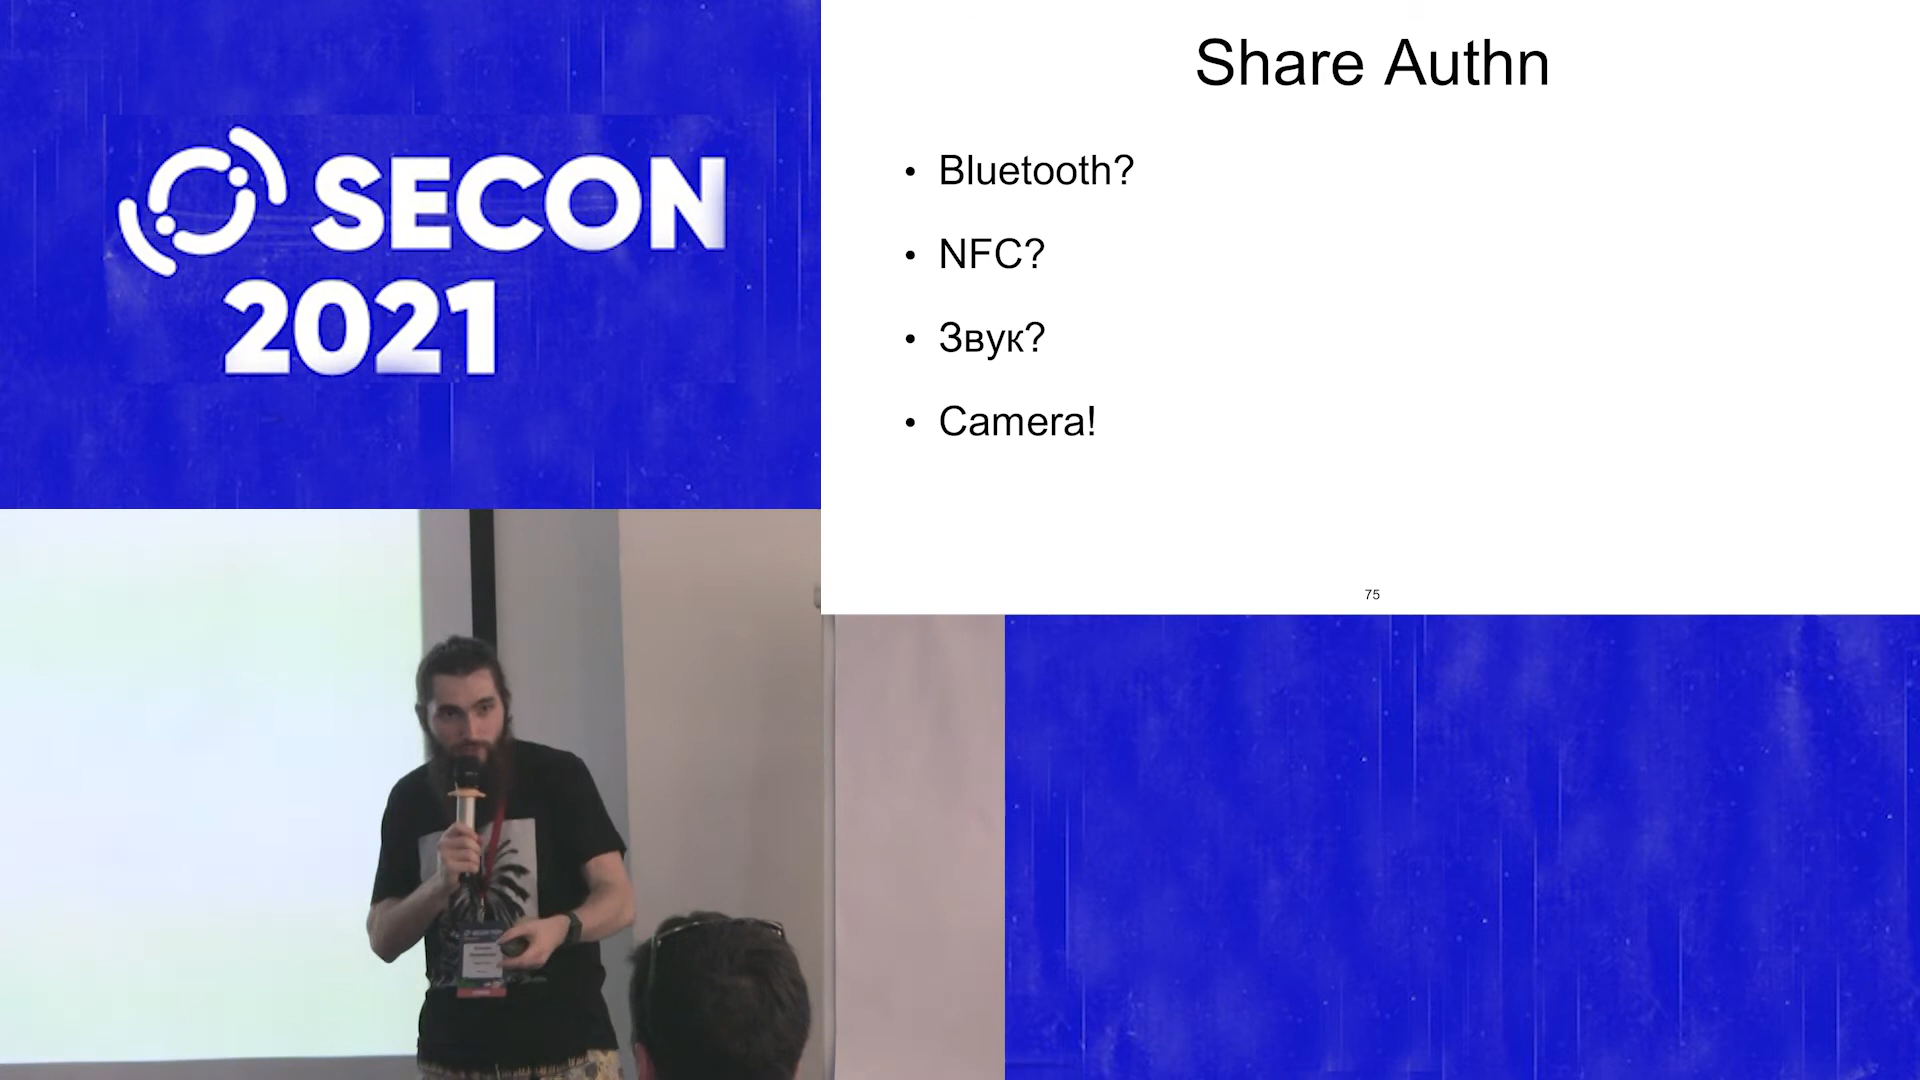 SECON
2021
Share Authn
• Bluetooth?
• NFC?
• Звук?
• Camera!
75